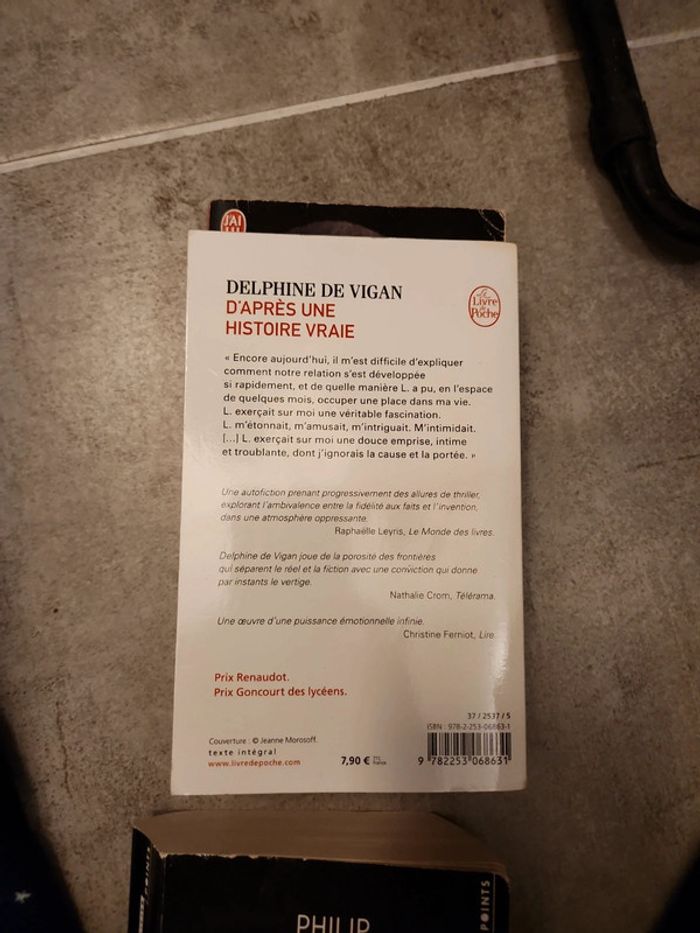 J'AI
LU
DELPHINE DE VIGAN
D'APRÈS UNE
HISTOIRE VRAIE
Le
Livre
de
Poche
« Encore aujourd'hui, il m'est difficile d'expliquer
comment notre relation s'est développée
si rapidement, et de quelle manière L. a pu, en l'espace
de quelques mois, occuper une place dans ma vie.
L. exerçait sur moi une véritable fascination.
L. m'étonnait, m'amusait, m'intriguait. M'intimidait.
[...] L. exerçait sur moi une douce emprise, intime
et troublante, dont j'ignorais la cause et la portée. »
Une autofiction prenant progressivement des allures de thriller,
explorant l'ambivalence entre la fidélité aux faits et l'invention,
dans une atmosphère oppressante.
Raphaëlle Leyris, Le Monde des livres.
Delphine de Vigan joue de la porosité des frontières
qui séparent le réel et la fiction avec une conviction qui donne
par instants le vertige.
Nathalie Crom, Télérama.
Une œuvre d'une puissance émotionnelle infinie.
Christine Ferniot, Lire.
Prix Renaudot.
Prix Goncourt des lycéens.
37 / 2537 / 5
ISBN : 978-2-253-06863-1
Couverture : © Jeanne Morosoff.
texte intégral
www.livredepoche.com
7,90 €
France
9 782253 068631
POINTS
PHILIP